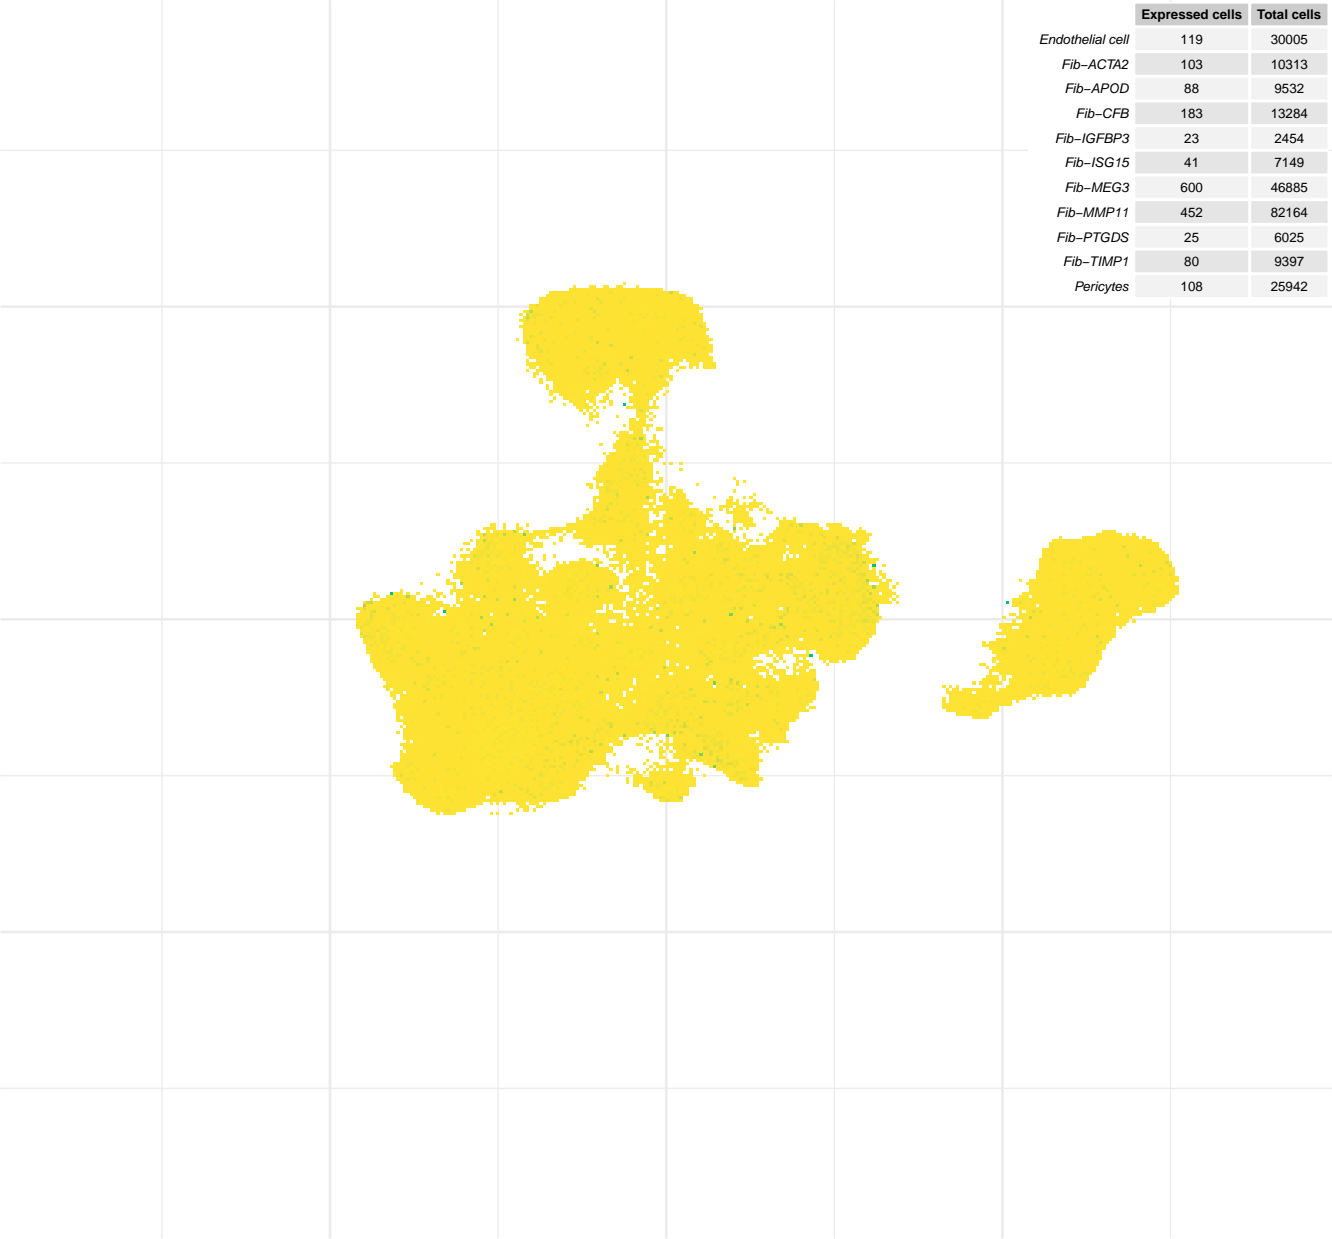 Expressed cells Total cells
Endothelial cell 119 30005
Fib−ACTA2 103 10313
Fib−APOD 88 9532
Fib−CFB 183 13284
Fib−IGFBP3 23 2454
Fib−ISG15 41 7149
Fib−MEG3 600 46885
Fib−MMP11 452 82164
Fib−PTGDS 25 6025
Fib−TIMP1 80 9397
Pericytes 108 25942